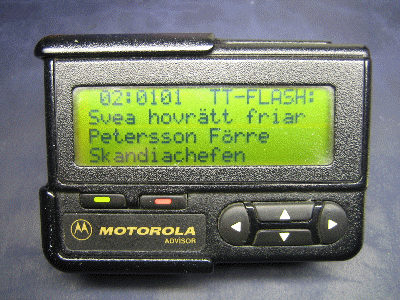 02:0101 TT-FLASH:
Svea hovrätt friar
Petersson Förre
Skandiachefen
MOTOROLA
ADVISOR